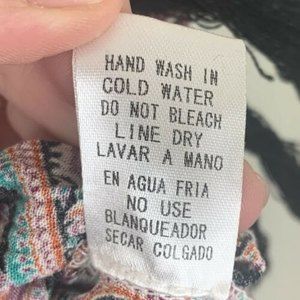 HAND WASH IN
COLD WATER
DO NOT BLEACH
LINE DRY
LAVAR A MANO
EN AGUA FRIA
NO USE
BLANQUEADOR
SECAR COLGADO